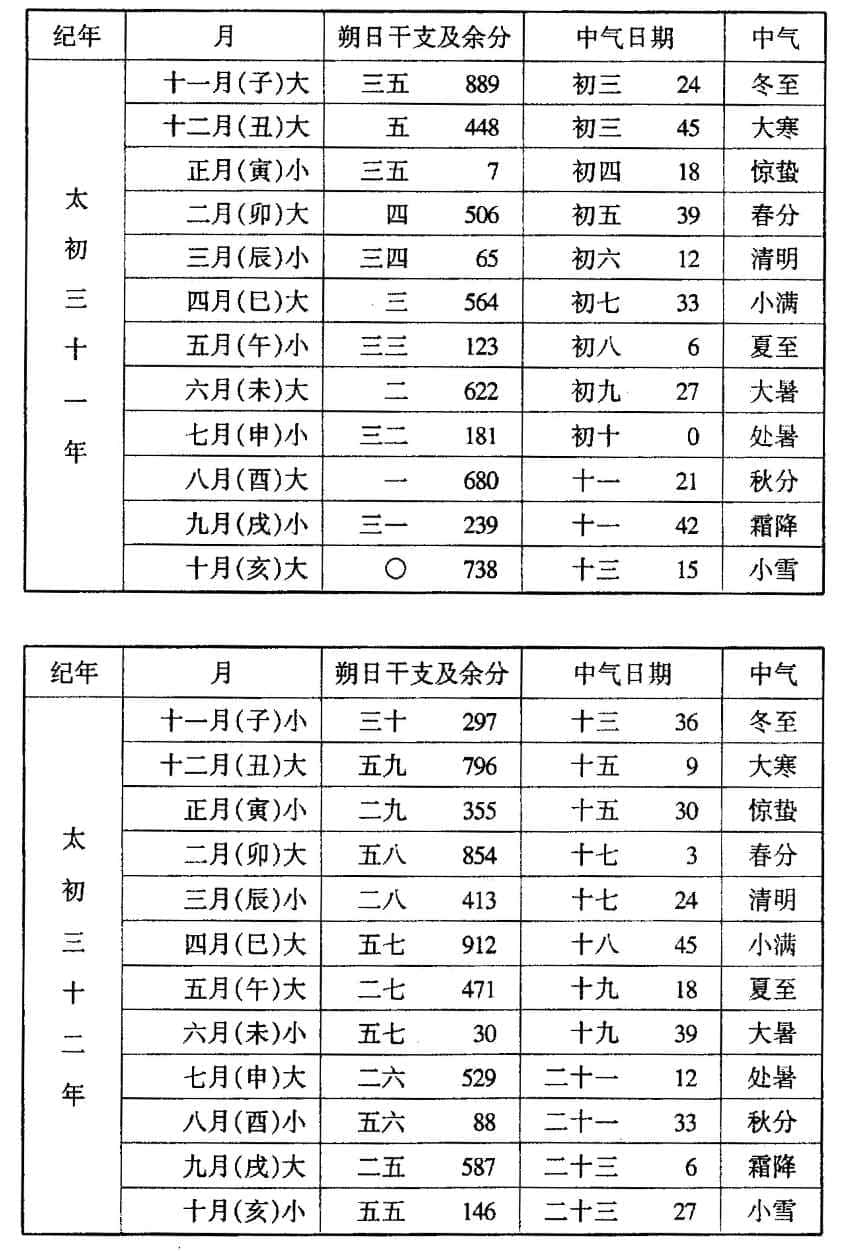 纪年 月 朔日干支及余分 中气日期 中气
太初三十一年
十一月(子)大 三五 889 初三 24 冬至
十二月(丑)大 五 448 初三 45 大寒
正月(寅)小 三五 7 初四 18 惊蛰
二月(卯)大 四 506 初五 39 春分
三月(辰)小 三四 65 初六 12 清明
四月(巳)大 三 564 初七 33 小满
五月(午)小 三三 123 初八 6 夏至
六月(未)大 二 622 初九 27 大暑
七月(申)小 三二 181 初十 0 处暑
八月(酉)大 一 680 十一 21 秋分
九月(戌)小 三一 239 十一 42 霜降
十月(亥)大 〇 738 十三 15 小雪
纪年 月 朔日干支及余分 中气日期 中气
太初三十二年
十一月(子)小 三十 297 十三 36 冬至
十二月(丑)大 五九 796 十五 9 大寒
正月(寅)小 二九 355 十五 30 惊蛰
二月(卯)大 五八 854 十七 3 春分
三月(辰)小 二八 413 十七 24 清明
四月(巳)大 五七 912 十八 45 小满
五月(午)大 二七 471 十九 18 夏至
六月(未)小 五七 30 十九 39 大暑
七月(申)大 二六 529 二十一 12 处暑
八月(酉)小 五六 88 二十一 33 秋分
九月(戌)大 二五 587 二十三 6 霜降
十月(亥)小 五五 146 二十三 27 小雪